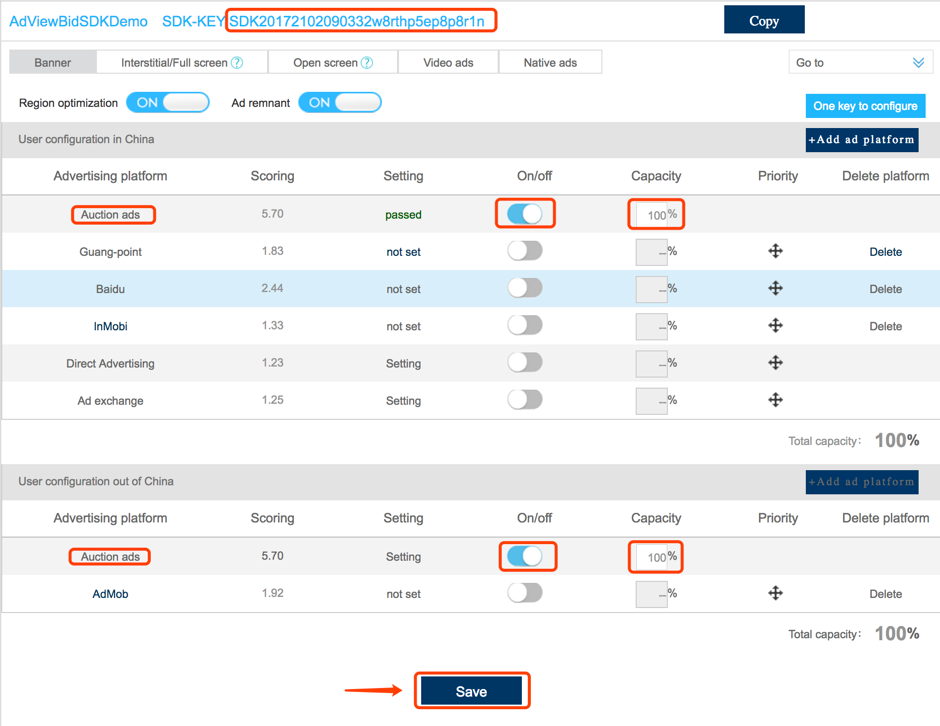 AdViewBidSDKDemo SDK-KEY SDK20172102090332w8rthp5ep8p8r1n Copy
Banner Interstitial/Full screen ? Open screen ? Video ads Native ads Go to
Region optimization ON Ad remnant ON One key to configure
User configuration in China +Add ad platform
Advertising platform Scoring Setting On/off Capacity Priority Delete platform
Auction ads 5.70 passed 100%
Guang-point 1.83 not set --% Delete
Baidu 2.44 not set --% Delete
InMobi 1.33 not set --% Delete
Direct Advertising 1.23 Setting --%
Ad exchange 1.25 Setting --%
Total capacity: 100%
User configuration out of China +Add ad platform
Advertising platform Scoring Setting On/off Capacity Priority Delete platform
Auction ads 5.70 Setting 100%
AdMob 1.92 not set --% Delete
Total capacity: 100%
Save